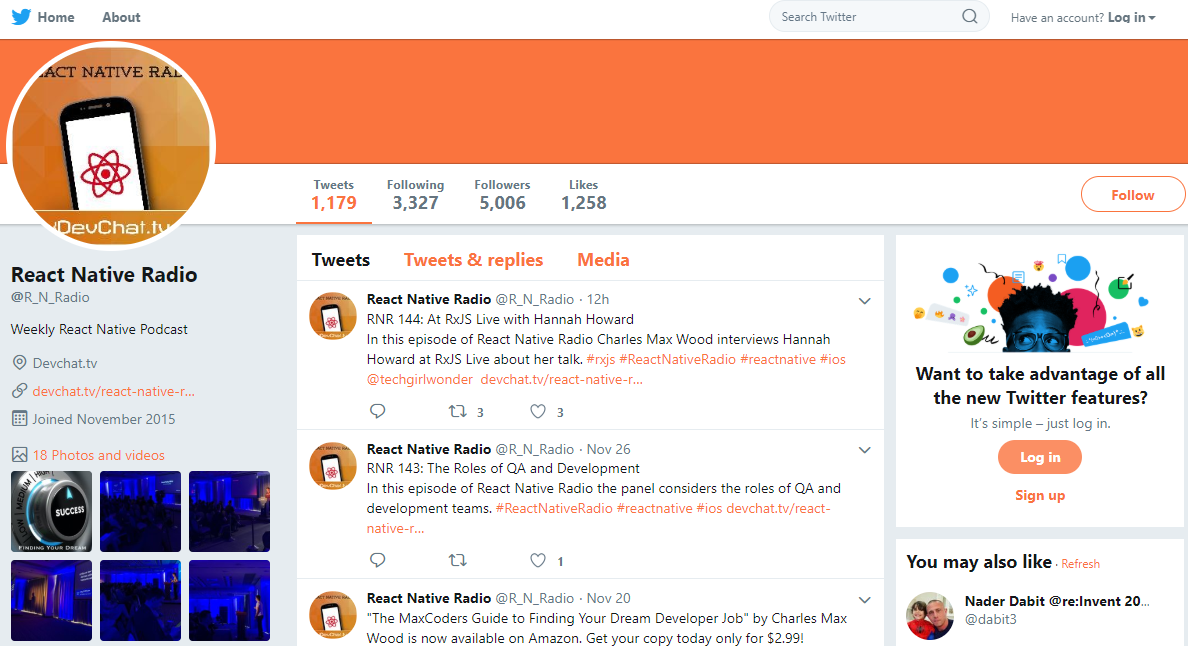 Home About
Search Twitter
Have an account? Log in
REACT NATIVE RAD
DevChat.tv
Tweets Following Followers Likes
1,179 3,327 5,006 1,258
Follow
React Native Radio
@R_N_Radio
Weekly React Native Podcast
Devchat.tv
devchat.tv/react-native-r...
Joined November 2015
18 Photos and videos
LOW | MEDIUM | HIGH
SUCCESS
FINDING YOUR DREAM
Tweets Tweets & replies Media
React Native Radio @R_N_Radio · 12h
RNR 144: At RxJS Live with Hannah Howard
In this episode of React Native Radio Charles Max Wood interviews Hannah
Howard at RxJS Live about her talk. #rxjs #ReactNativeRadio #reactnative #ios
@techgirlwonder devchat.tv/react-native-r...
3 3
React Native Radio @R_N_Radio · Nov 26
RNR 143: The Roles of QA and Development
In this episode of React Native Radio the panel considers the roles of QA and
development teams. #ReactNativeRadio #reactnative #ios devchat.tv/react-
native-r...
1
React Native Radio @R_N_Radio · Nov 20
"The MaxCoders Guide to Finding Your Dream Developer Job" by Charles Max
Wood is now available on Amazon. Get your copy today only for $2.99!
Want to take advantage of all
the new Twitter features?
It's simple – just log in.
Log in
Sign up
You may also like · Refresh
Nader Dabit @re:Invent 20...
@dabit3